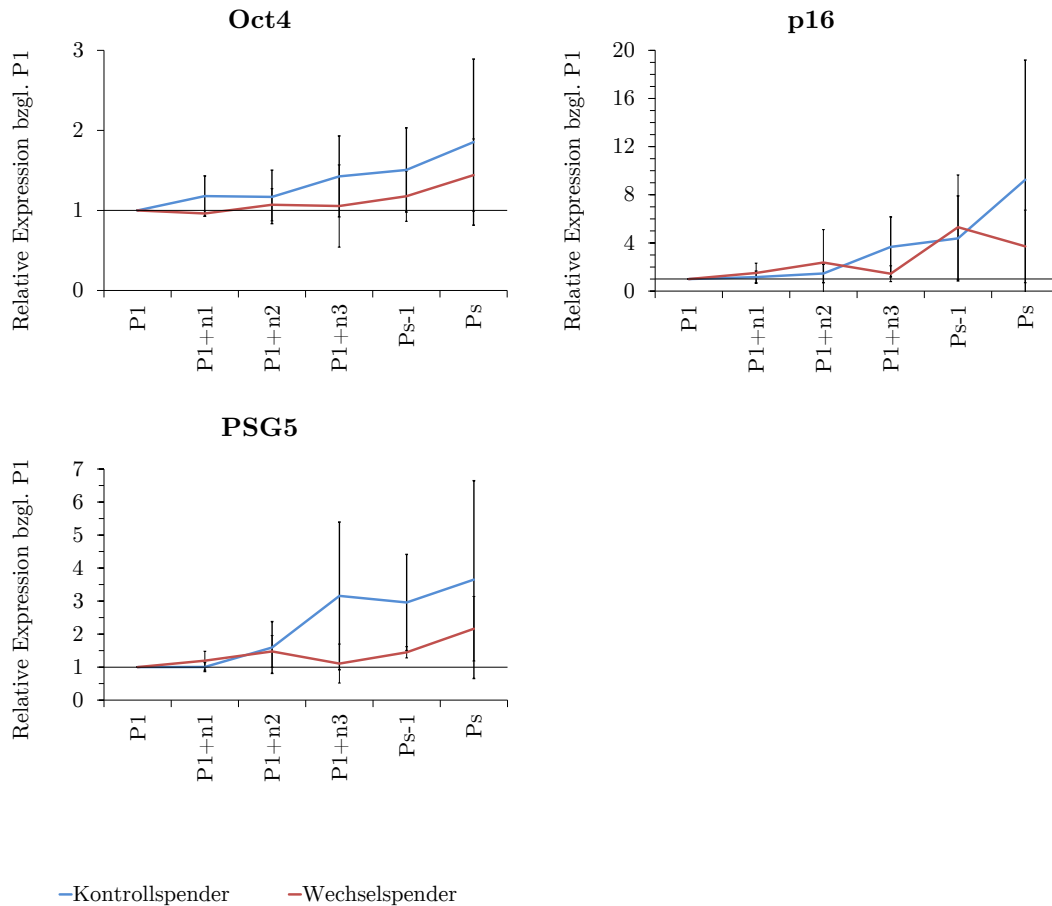 Oct4
Relative Expression bzgl. P1
3
2
1
0
P1
P1+n1
P1+n2
P1+n3
Ps-1
Ps
p16
Relative Expression bzgl. P1
20
16
12
8
4
0
P1
P1+n1
P1+n2
P1+n3
Ps-1
Ps
PSG5
Relative Expression bzgl. P1
7
6
5
4
3
2
1
0
P1
P1+n1
P1+n2
P1+n3
Ps-1
Ps
Kontrollspender
Wechselspender